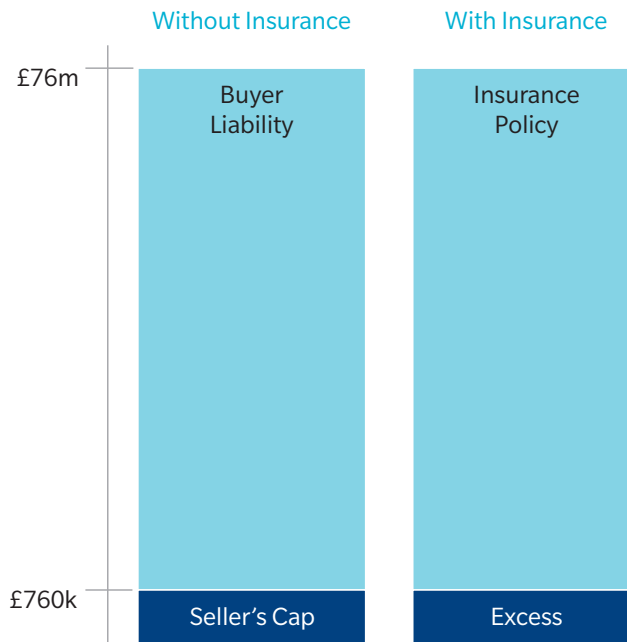 Without Insurance
With Insurance
£76m
Buyer
Liability
Insurance
Policy
£760k
Seller’s Cap
Excess